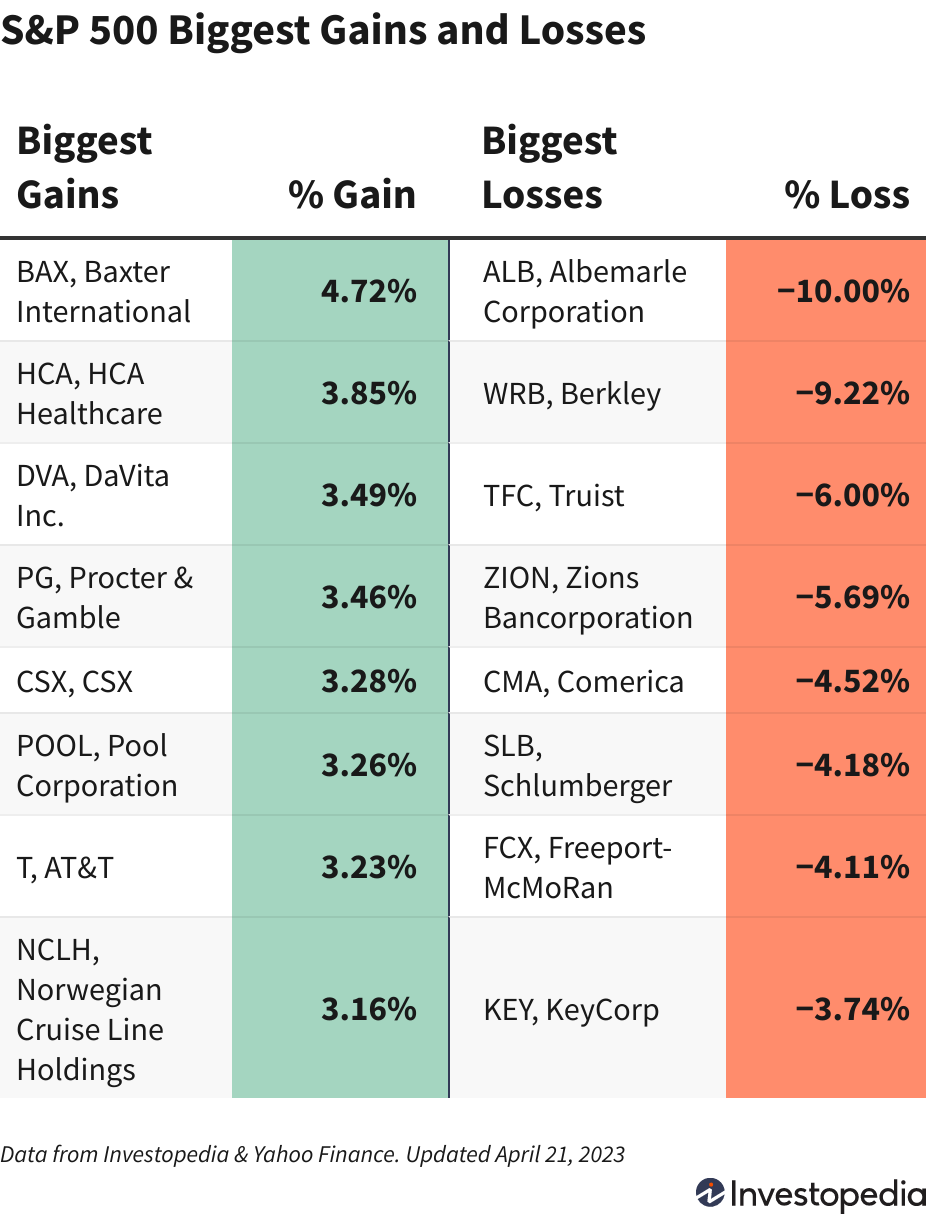 S&P 500 Biggest Gains and Losses
Biggest
Gains
% Gain
Biggest
Losses
% Loss
BAX, Baxter
International
4.72%
ALB, Albemarle
Corporation
−10.00%
HCA, HCA
Healthcare
3.85%
WRB, Berkley
−9.22%
DVA, DaVita
Inc.
3.49%
TFC, Truist
−6.00%
PG, Procter &
Gamble
3.46%
ZION, Zions
Bancorporation
−5.69%
CSX, CSX
3.28%
CMA, Comerica
−4.52%
POOL, Pool
Corporation
3.26%
SLB,
Schlumberger
−4.18%
T, AT&T
3.23%
FCX, Freeport-
McMoRan
−4.11%
NCLH,
Norwegian
Cruise Line
Holdings
3.16%
KEY, KeyCorp
−3.74%
Data from Investopedia & Yahoo Finance. Updated April 21, 2023
Investopedia